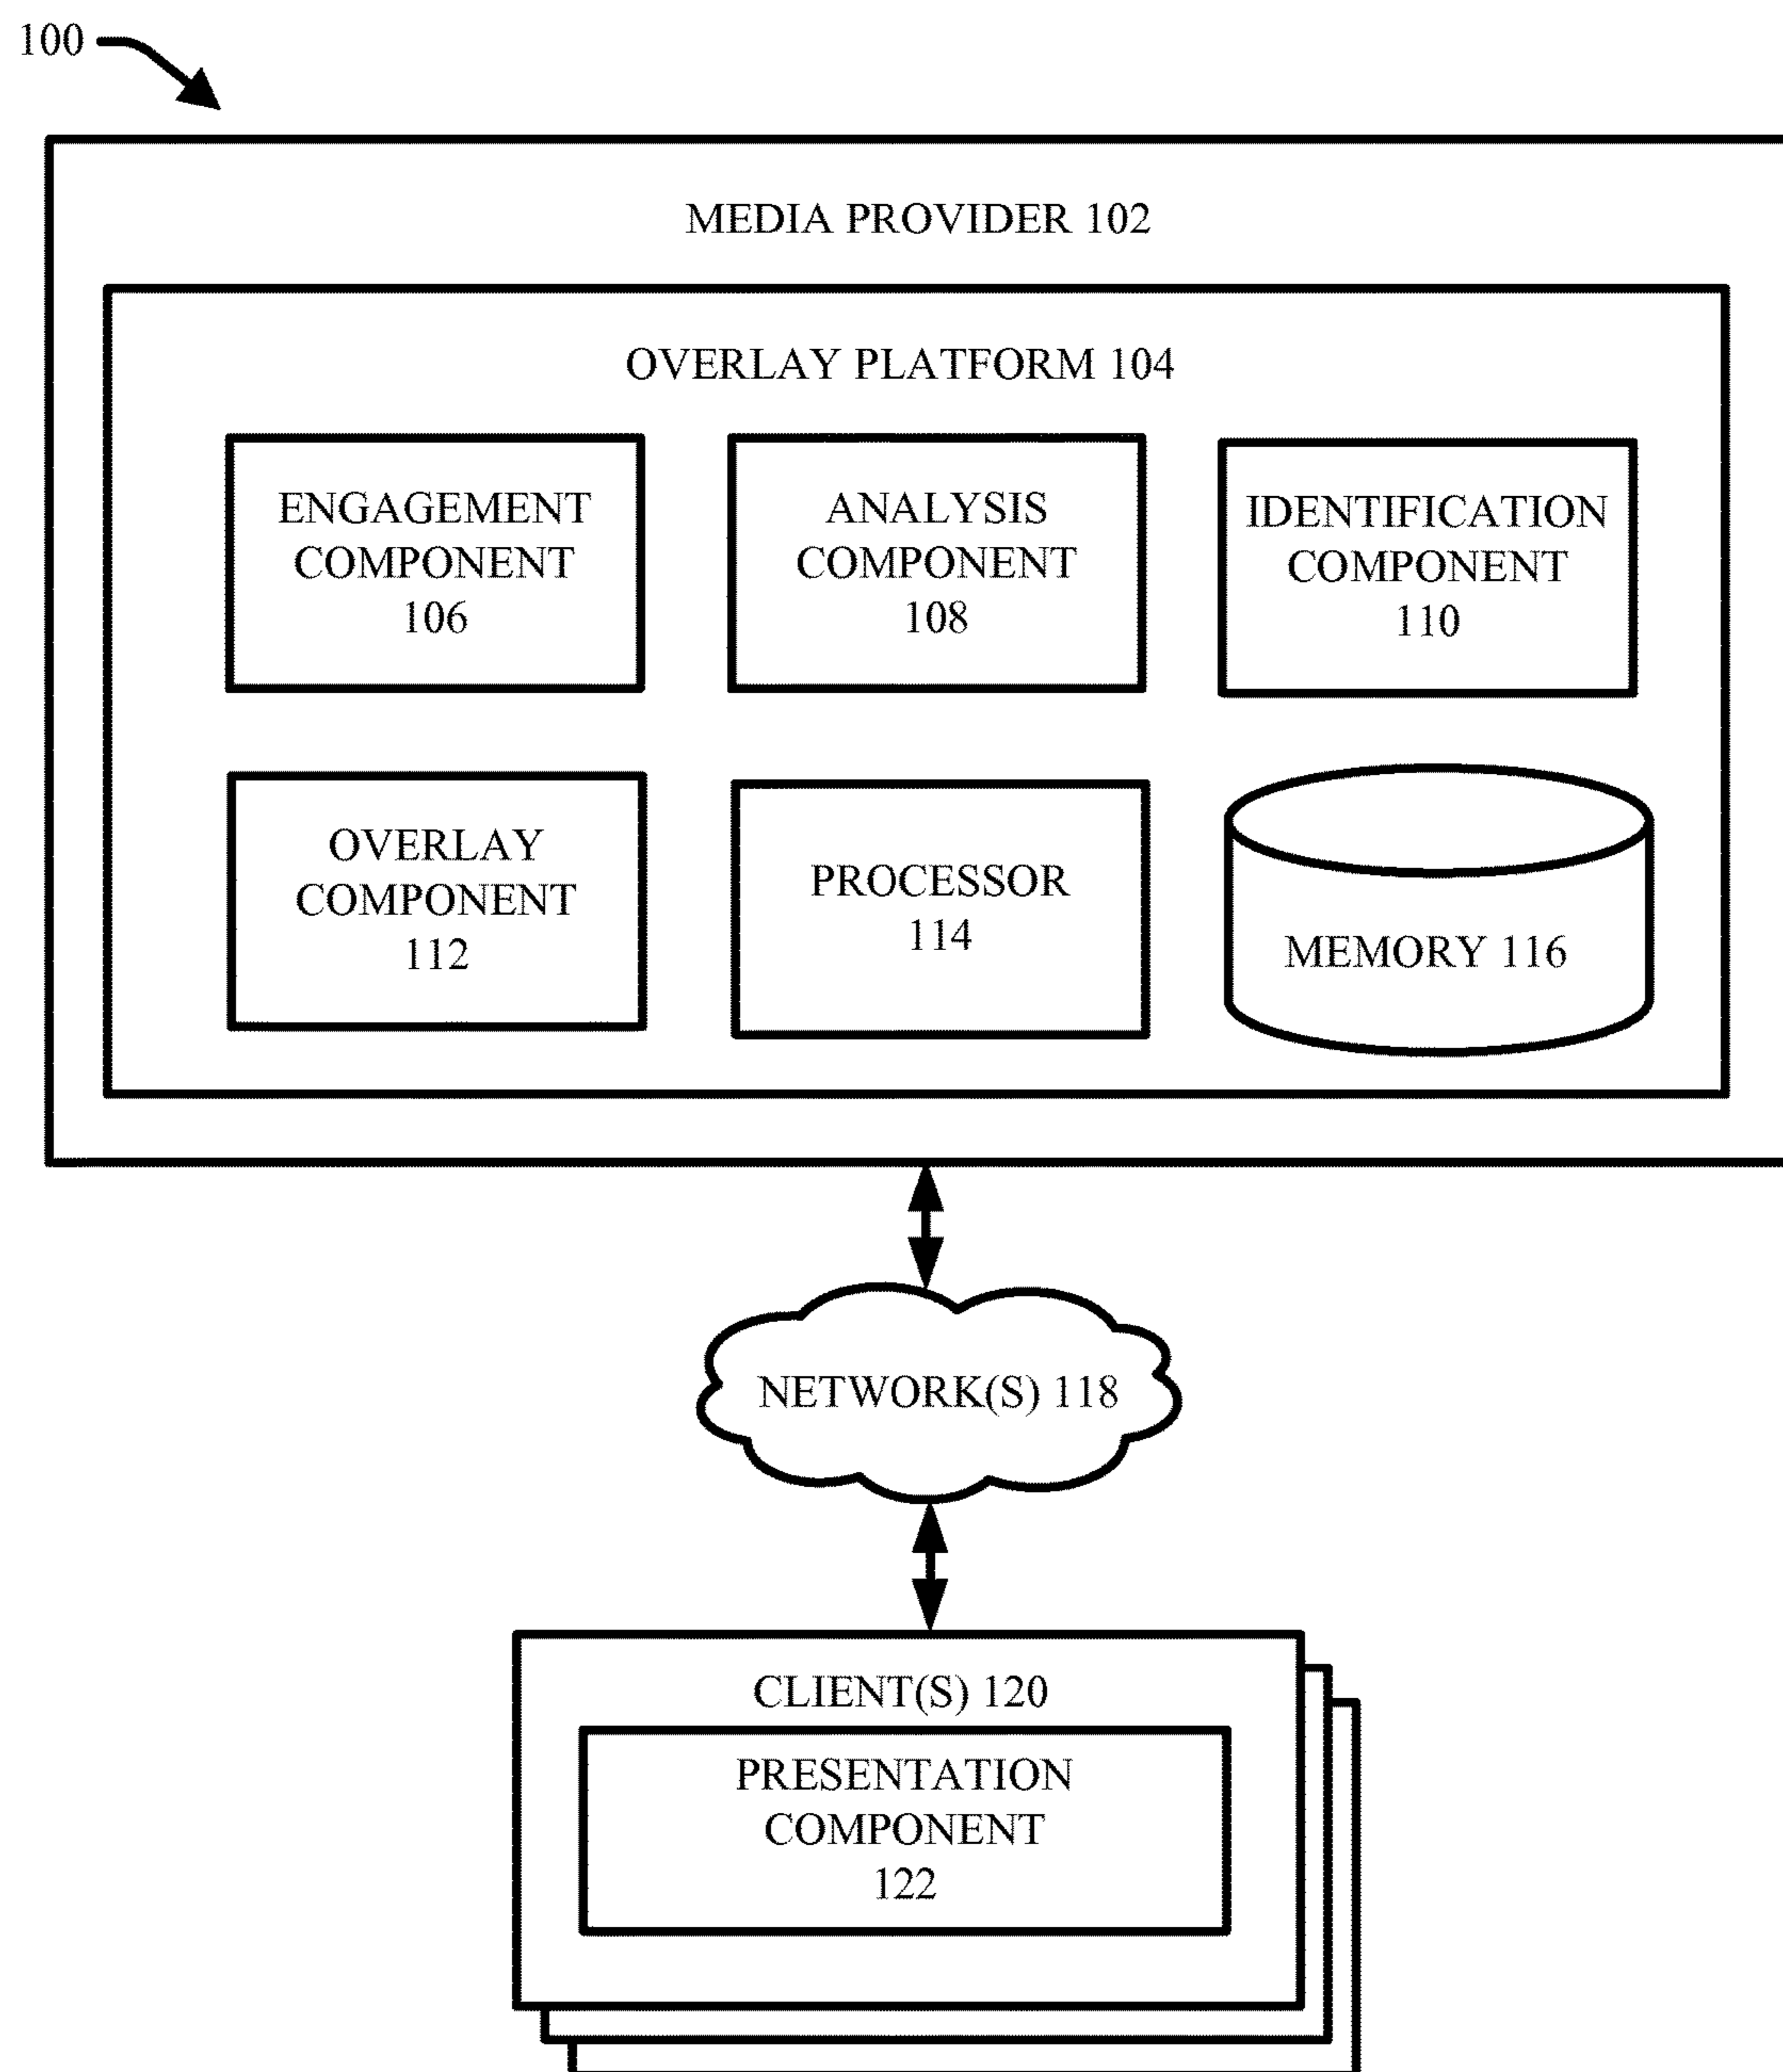 100
MEDIA PROVIDER 102
OVERLAY PLATFORM 104
ENGAGEMENT
COMPONENT
106
ANALYSIS
COMPONENT
108
IDENTIFICATION
COMPONENT
110
OVERLAY
COMPONENT
112
PROCESSOR
114
MEMORY 116
NETWORK(S) 118
CLIENT(S) 120
PRESENTATION
COMPONENT
122